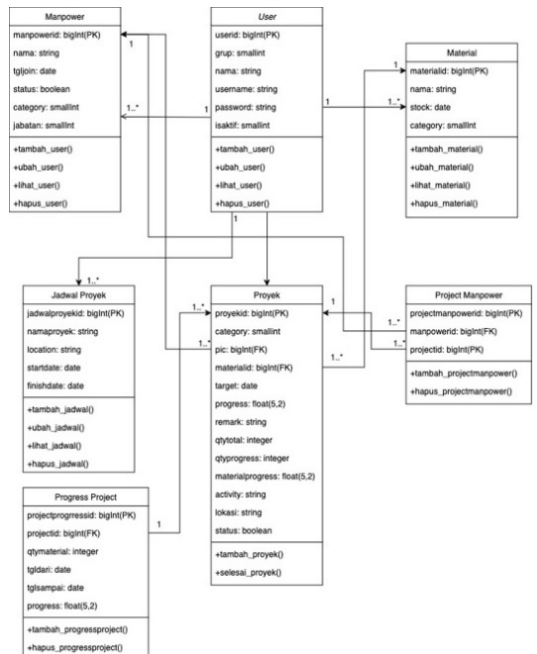 Manpower
manpowerid: bigInt(PK)
nama: string
tgljoin: date
status: boolean
category: smallInt
jabatan: smallInt
+tambah_user()
+ubah_user()
+lihat_user()
+hapus_user()
User
userid: bigInt(PK)
grup: smallint
nama: string
username: string
password: string
isaktif: smallint
+tambah_user()
+ubah_user()
+lihat_user()
+hapus_user()
Material
materialid: bigInt(PK)
nama: string
stock: date
category: smallInt
+tambah_material()
+ubah_material()
+lihat_material()
+hapus_material()
1
1..*
1
1
1..*
1
1
1..*
Jadwal Proyek
jadwalproyekid: bigInt(PK)
namaproyek: string
location: string
startdate: date
finishdate: date
+tambah_jadwal()
+ubah_jadwal()
+lihat_jadwal()
+hapus_jadwal()
Proyek
proyekid: bigInt(PK)
category: smallint
pic: bigInt(FK)
materialid: bigInt(FK)
target: date
progress: float(5,2)
remark: string
qtytotal: integer
qtyprogress: integer
materialprogress: float(5,2)
activity: string
lokasi: string
status: boolean
+tambah_proyek()
+selesai_proyek()
Project Manpower
projectmanpowerid: bigInt(PK)
manpowerid: bigInt(FK)
projectid: bigInt(PK)
+tambah_projectmanpower()
+hapus_projectmanpower()
1..*
1..*
1
1..*
1..*
1..*
Progress Project
projectprogrressid: bigInt(PK)
projectid: bigInt(FK)
qtymaterial: integer
tgldari: date
tglsampai: date
progress: float(5,2)
+tambah_progressproject()
+hapus_progressproject()
1